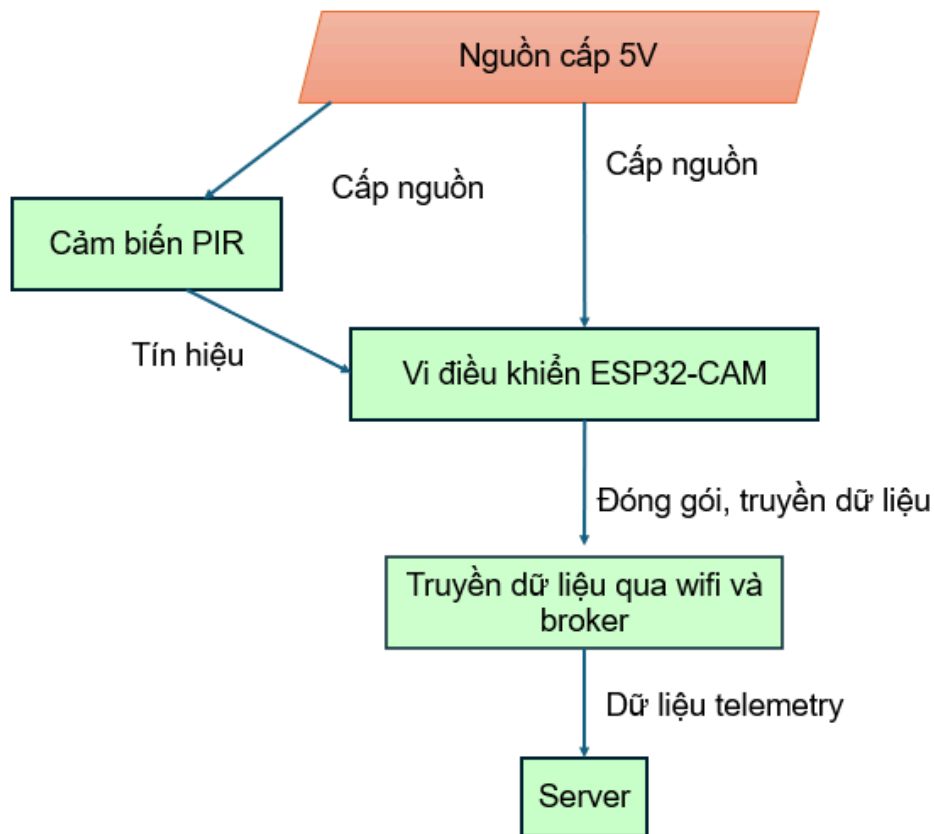 Nguồn cấp 5V
Cấp nguồn
Cấp nguồn
Cảm biến PIR
Tín hiệu
Vi điều khiển ESP32-CAM
Đóng gói, truyền dữ liệu
Truyền dữ liệu qua wifi và
broker
Dữ liệu telemetry
Server